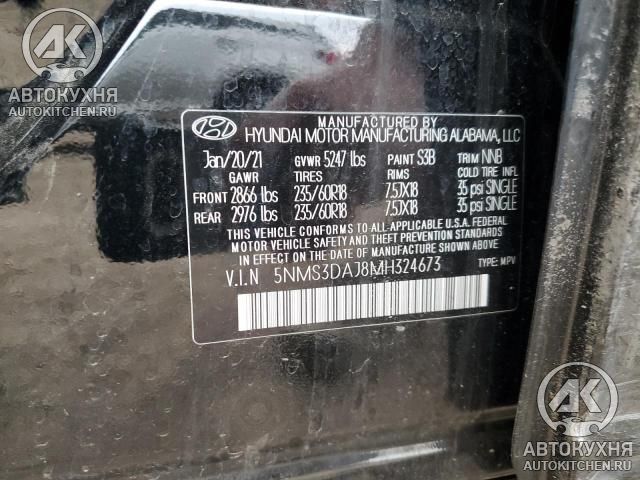 АК
АВТОКУХНЯ
AUTOKITCHEN.RU
MANUFACTURED BY
HYUNDAI MOTOR MANUFACTURING ALABAMA, LLC
Jan/20/21 GVWR 5247 lbs PAINT S3B TRIM NNB
GAWR TIRES RIMS COLD TIRE INFL
FRONT 2866 lbs 235/60R18 7.5JX18 35 psi SINGLE
REAR 2976 lbs 235/60R18 7.5JX18 35 psi SINGLE
THIS VEHICLE CONFORMS TO ALL-APPLICABLE U.S.A. FEDERAL
MOTOR VEHICLE SAFETY AND THEFT PREVENTION STANDARDS
IN EFFECT ON THE DATE OF MANUFACTURE SHOWN ABOVE.
V.I.N 5NMS3DAJ8MH324673 TYPE: MPV
АК
АВТОКУХНЯ
AUTOKITCHEN.RU